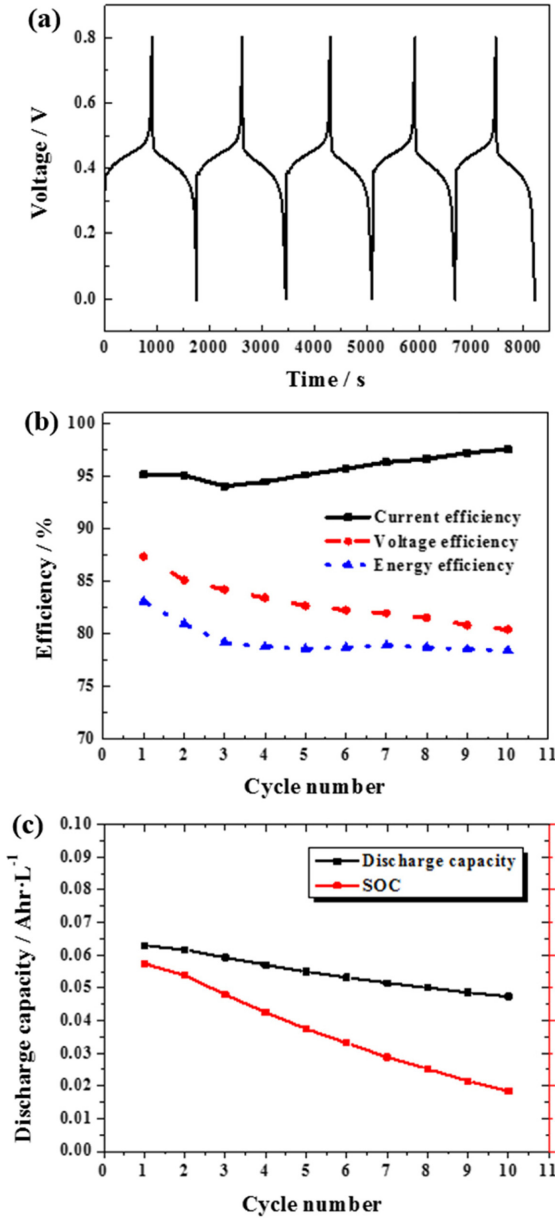 (a)
0.8
0.6
0.4
0.2
0.0
Voltage / V
0 1000 2000 3000 4000 5000 6000 7000 8000
Time / s
(b)
100
95
90
85
80
75
70
Efficiency / %
Current efficiency
Voltage efficiency
Energy efficiency
0 1 2 3 4 5 6 7 8 9 10 11
Cycle number
(c)
0.10
0.09
0.08
0.07
0.06
0.05
0.04
0.03
0.02
0.01
0.00
Discharge capacity / Ahr·L⁻¹
Discharge capacity
SOC
0 1 2 3 4 5 6 7 8 9 10 11
Cycle number